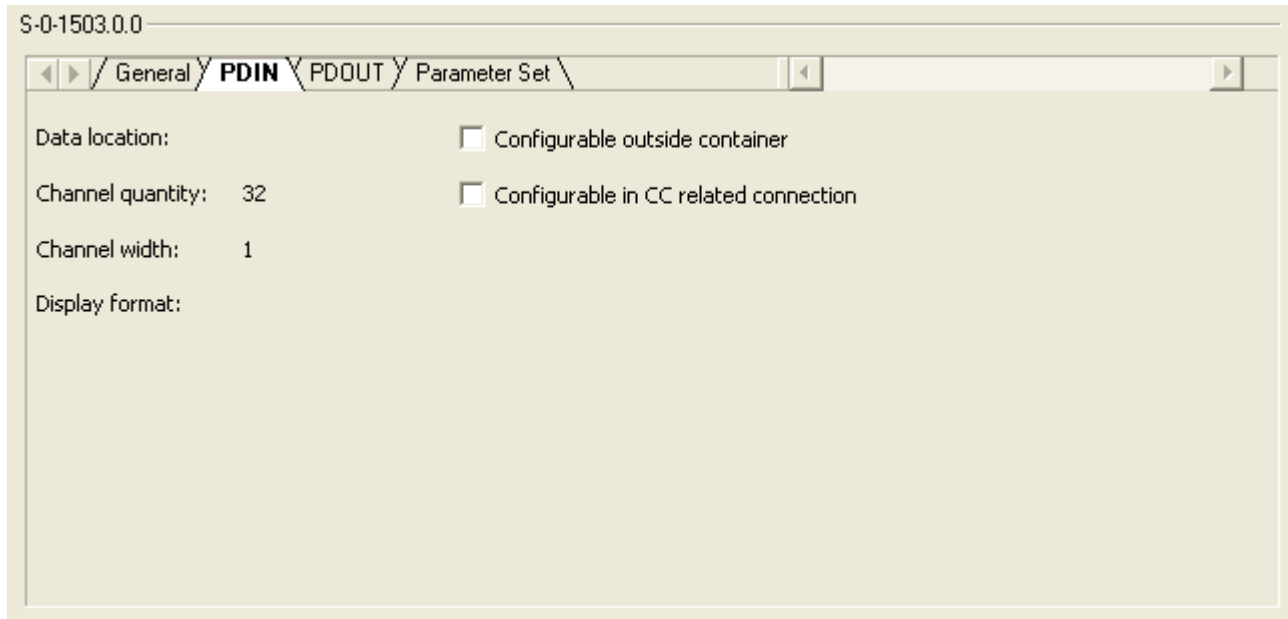 S-0-1503.0.0
General PDIN PDOUT Parameter Set
Data location: Configurable outside container
Channel quantity: 32 Configurable in CC related connection
Channel width: 1
Display format: